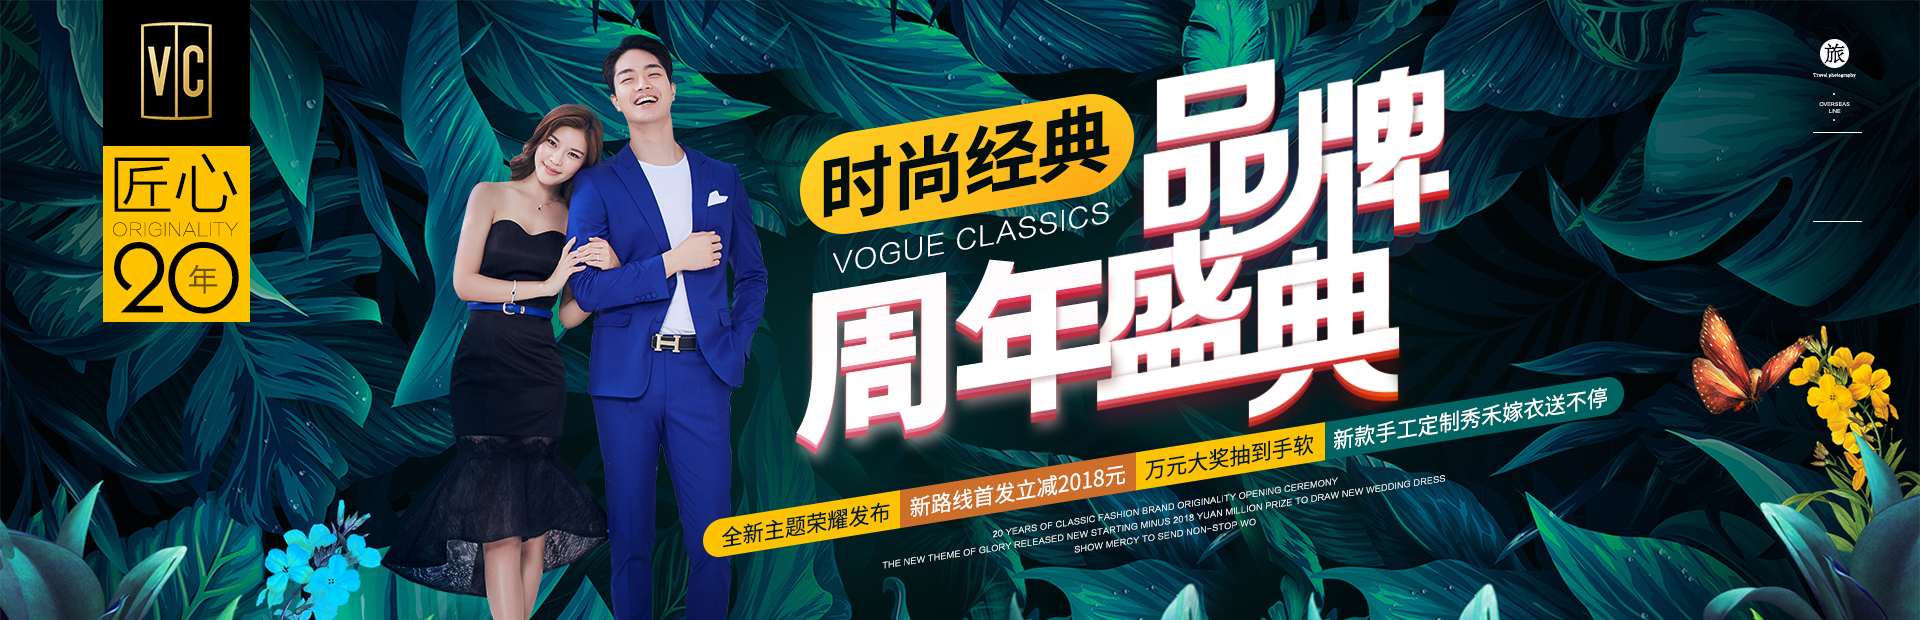 VC
匠心
ORIGINALITY
20年
时尚经典
VOGUE CLASSICS
品牌
周年盛典
全新主题荣耀发布
新路线首发立减2018元
万元大奖抽到手软
新款手工定制秀禾嫁衣送不停
20 YEARS OF CLASSIC FASHION BRAND ORIGINALITY OPENING CEREMONY
THE NEW THEME OF GLORY RELEASED NEW STARTING MINUS 2018 YUAN MILLION PRIZE TO DRAW NEW WEDDING DRESS
SHOW MERCY TO SEND NON-STOP WO
旅
Travel photography
OVERSEAS
LINE